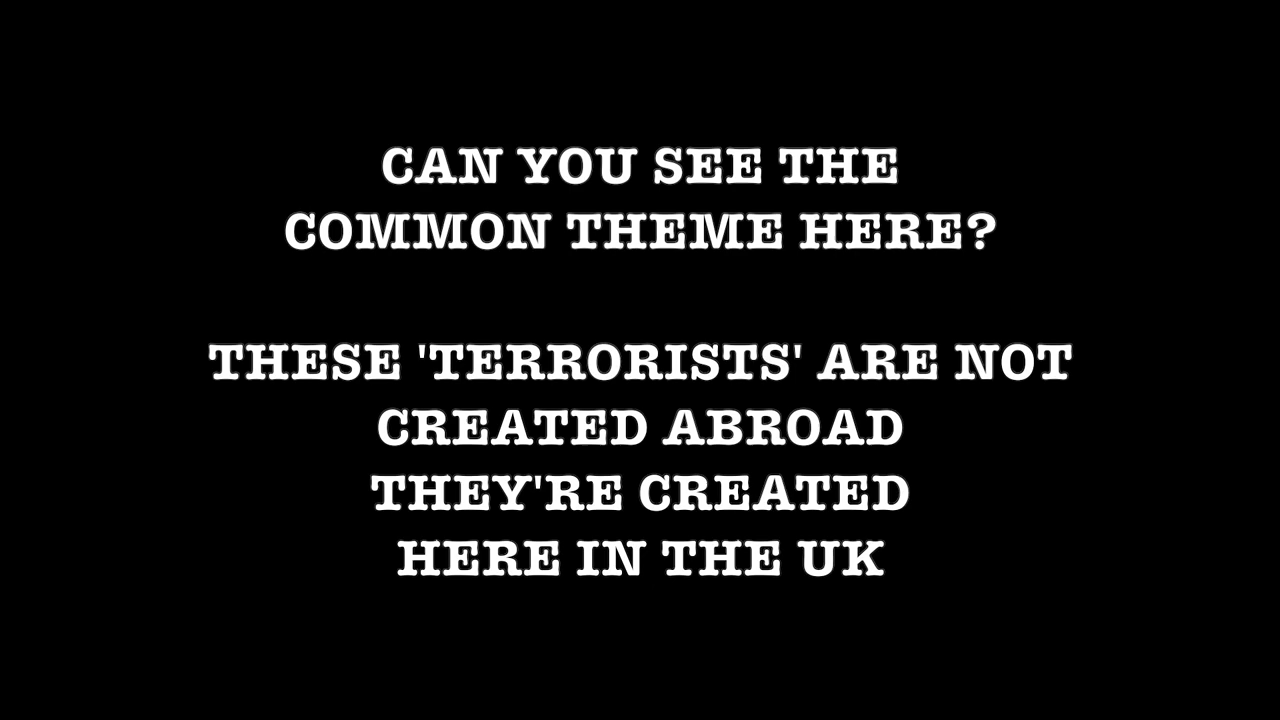 CAN YOU SEE THE
COMMON THEME HERE?
THESE 'TERRORISTS' ARE NOT
CREATED ABROAD
THEY'RE CREATED
HERE IN THE UK